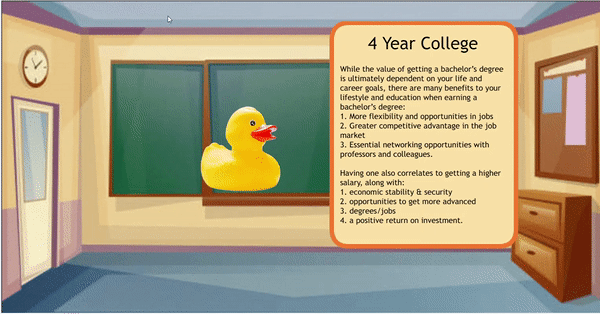 4 Year College
While the value of getting a bachelor's degree
is ultimately dependent on your life and
career goals, there are many benefits to your
lifestyle and education when earning a
bachelor's degree:
1. More flexibility and opportunities in jobs
2. Greater competitive advantage in the job
market
3. Essential networking opportunities with
professors and colleagues.
Having one also correlates to getting a higher
salary, along with:
1. economic stability & security
2. opportunities to get more advanced
3. degrees/jobs
4. a positive return on investment.